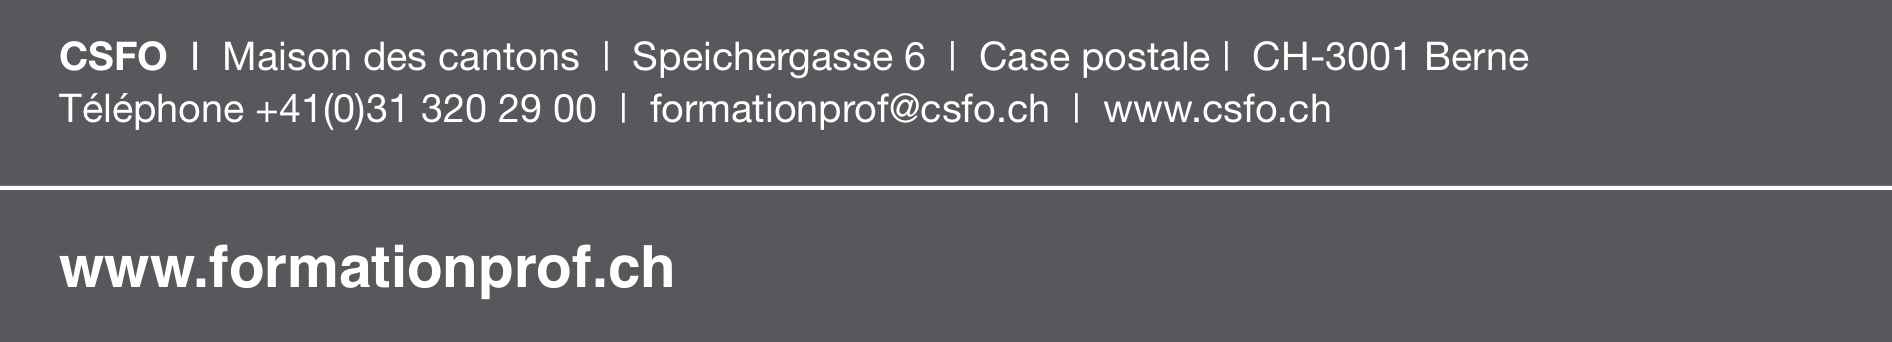 CSFO | Maison des cantons | Speichergasse 6 | Case postale | CH-3001 Berne
Téléphone +41(0)31 320 29 00 | formationprof@csfo.ch | www.csfo.ch
www.formationprof.ch